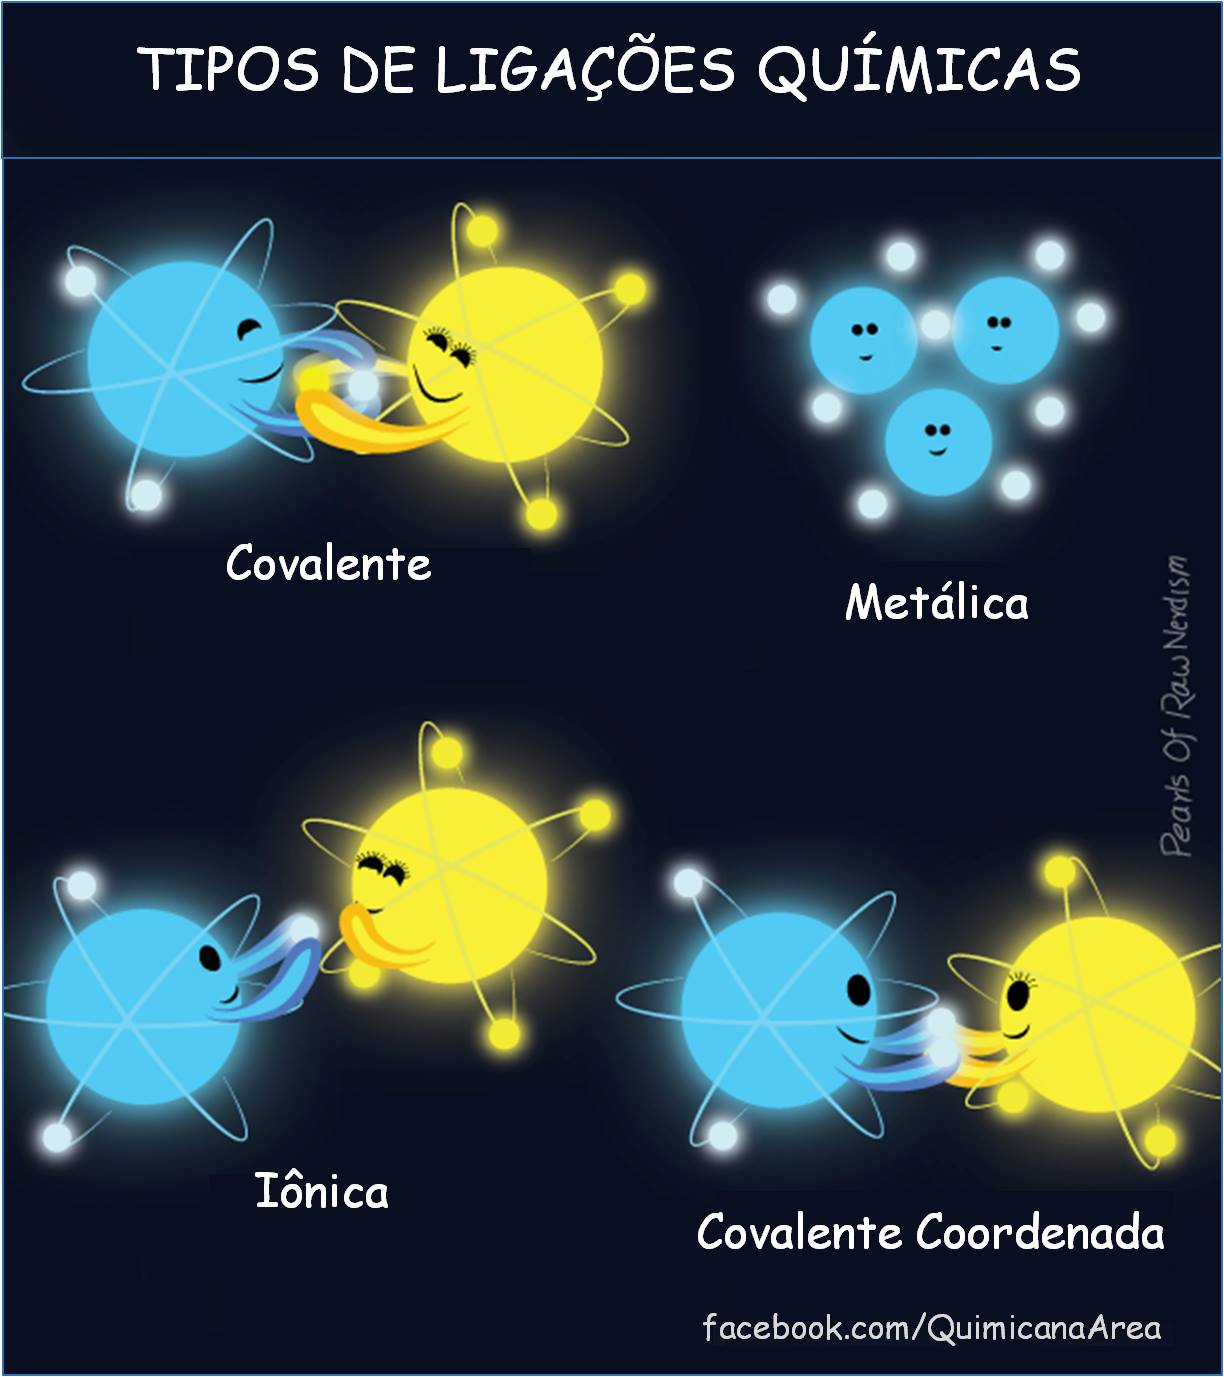 TIPOS DE LIGAÇÕES QUÍMICAS
Covalente
Metálica
Pearls Of Raw Nerdism
Iônica
Covalente Coordenada
facebook.com/QuimicanaArea